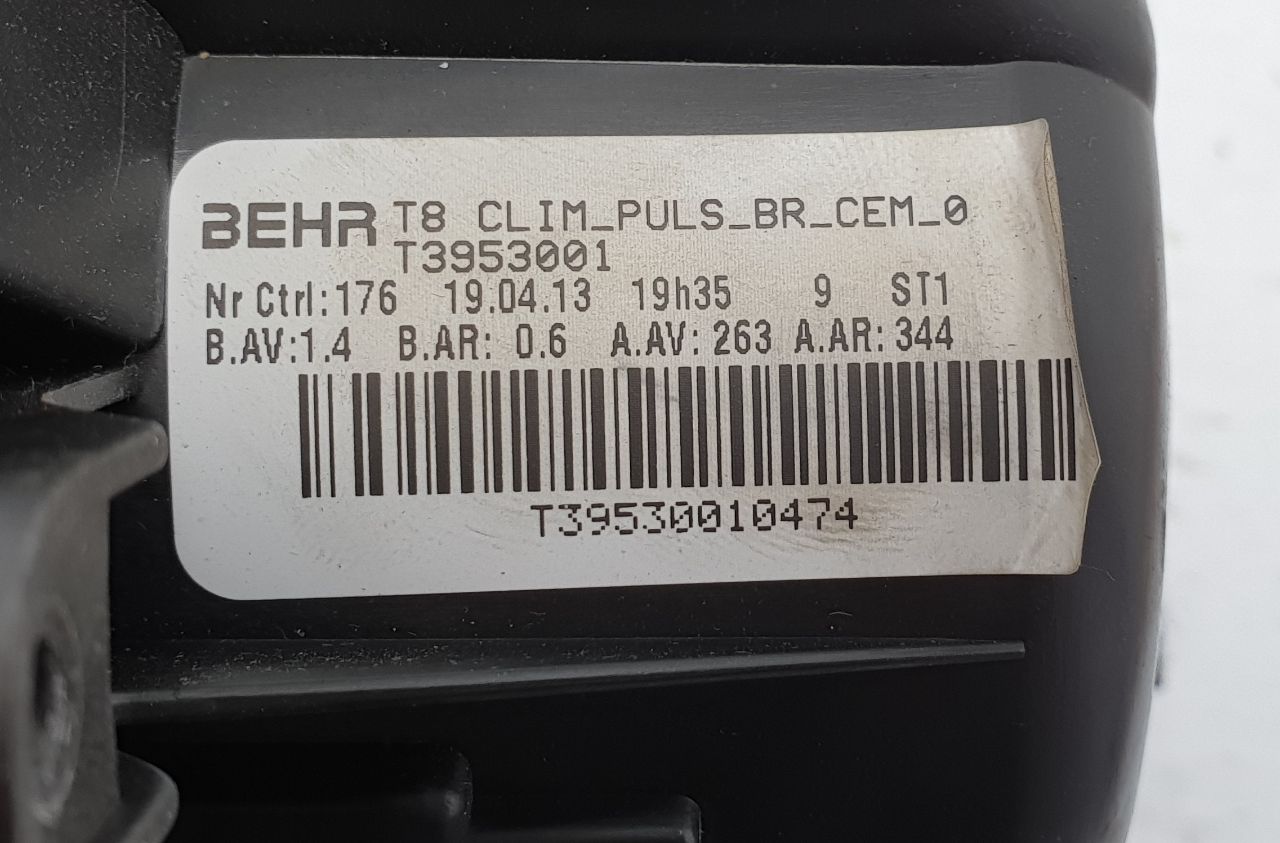 BEHR T8 CLIM_PULS_BR_CEM_0
T3953001
Nr Ctrl:176 19.04.13 19h35 9 ST1
B.AV:1.4 B.AR: 0.6 A.AV: 263 A.AR: 344
T39530010474